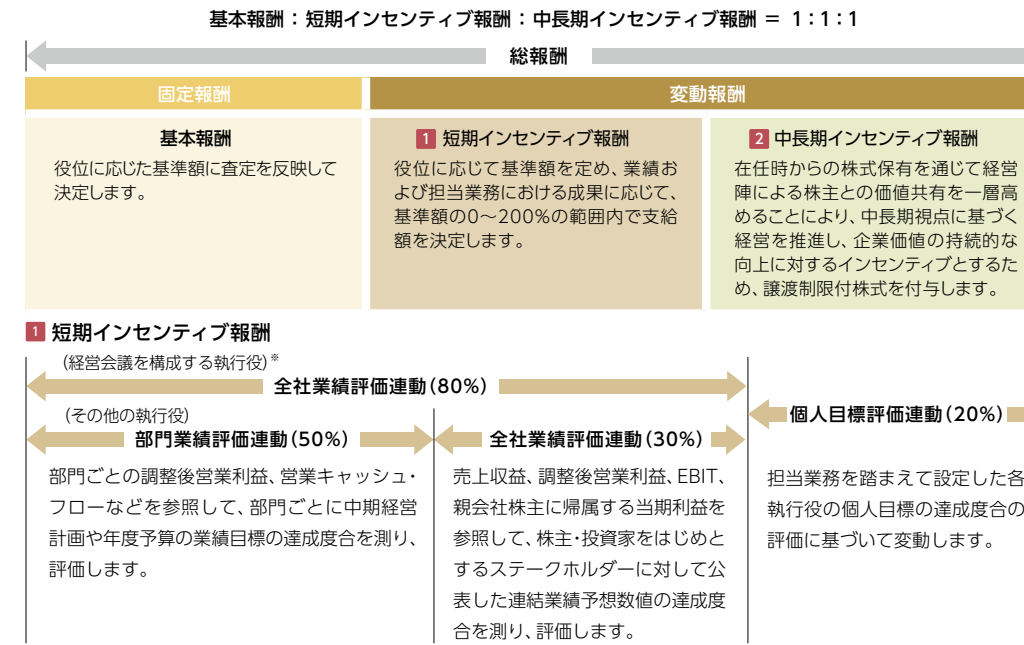 基本報酬：短期インセンティブ報酬：中長期インセンティブ報酬 ＝ 1：1：1
総報酬
固定報酬
変動報酬
基本報酬
役位に応じた基準額に査定を反映して
決定します。
1 短期インセンティブ報酬
役位に応じて基準額を定め、業績お
よび担当業務における成果に応じて、
基準額の0～200%の範囲内で支給
額を決定します。
2 中長期インセンティブ報酬
在任時からの株式保有を通じて経営
陣による株主との価値共有を一層高
めることにより、中長期視点に基づく
経営を推進し、企業価値の持続的な
向上に対するインセンティブとするた
め、譲渡制限付株式を付与します。
1 短期インセンティブ報酬
（経営会議を構成する執行役）※
全社業績評価連動（80%）
（その他の執行役）
部門業績評価連動（50%）
全社業績評価連動（30%）
個人目標評価連動（20%）
部門ごとの調整後営業利益、営業キャッシュ・
フローなどを参照して、部門ごとに中期経営
計画や年度予算の業績目標の達成度合を測り、
評価します。
売上収益、調整後営業利益、EBIT、
親会社株主に帰属する当期利益を
参照して、株主・投資家をはじめと
するステークホルダーに対して公
表した連結業績予想数値の達成度
合を測り、評価します。
担当業務を踏まえて設定した各
執行役の個人目標の達成度合の
評価に基づいて変動します。